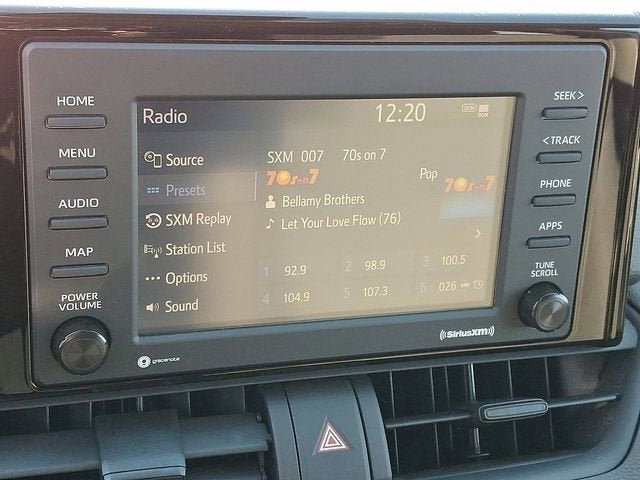 HOME
MENU
AUDIO
MAP
POWER
VOLUME
Radio
12:20
DCM
DCM
Source
Presets
SXM Replay
Station List
Options
Sound
SXM 007 70s on 7
70s on 7
Pop
70s on 7
Bellamy Brothers
Let Your Love Flow (76)
>
1 92.9
2 98.9
3 100.5
4 104.9
5 107.3
6 026
SEEK >
< TRACK
PHONE
APPS
TUNE
SCROLL
gracenote
((SiriusXM))